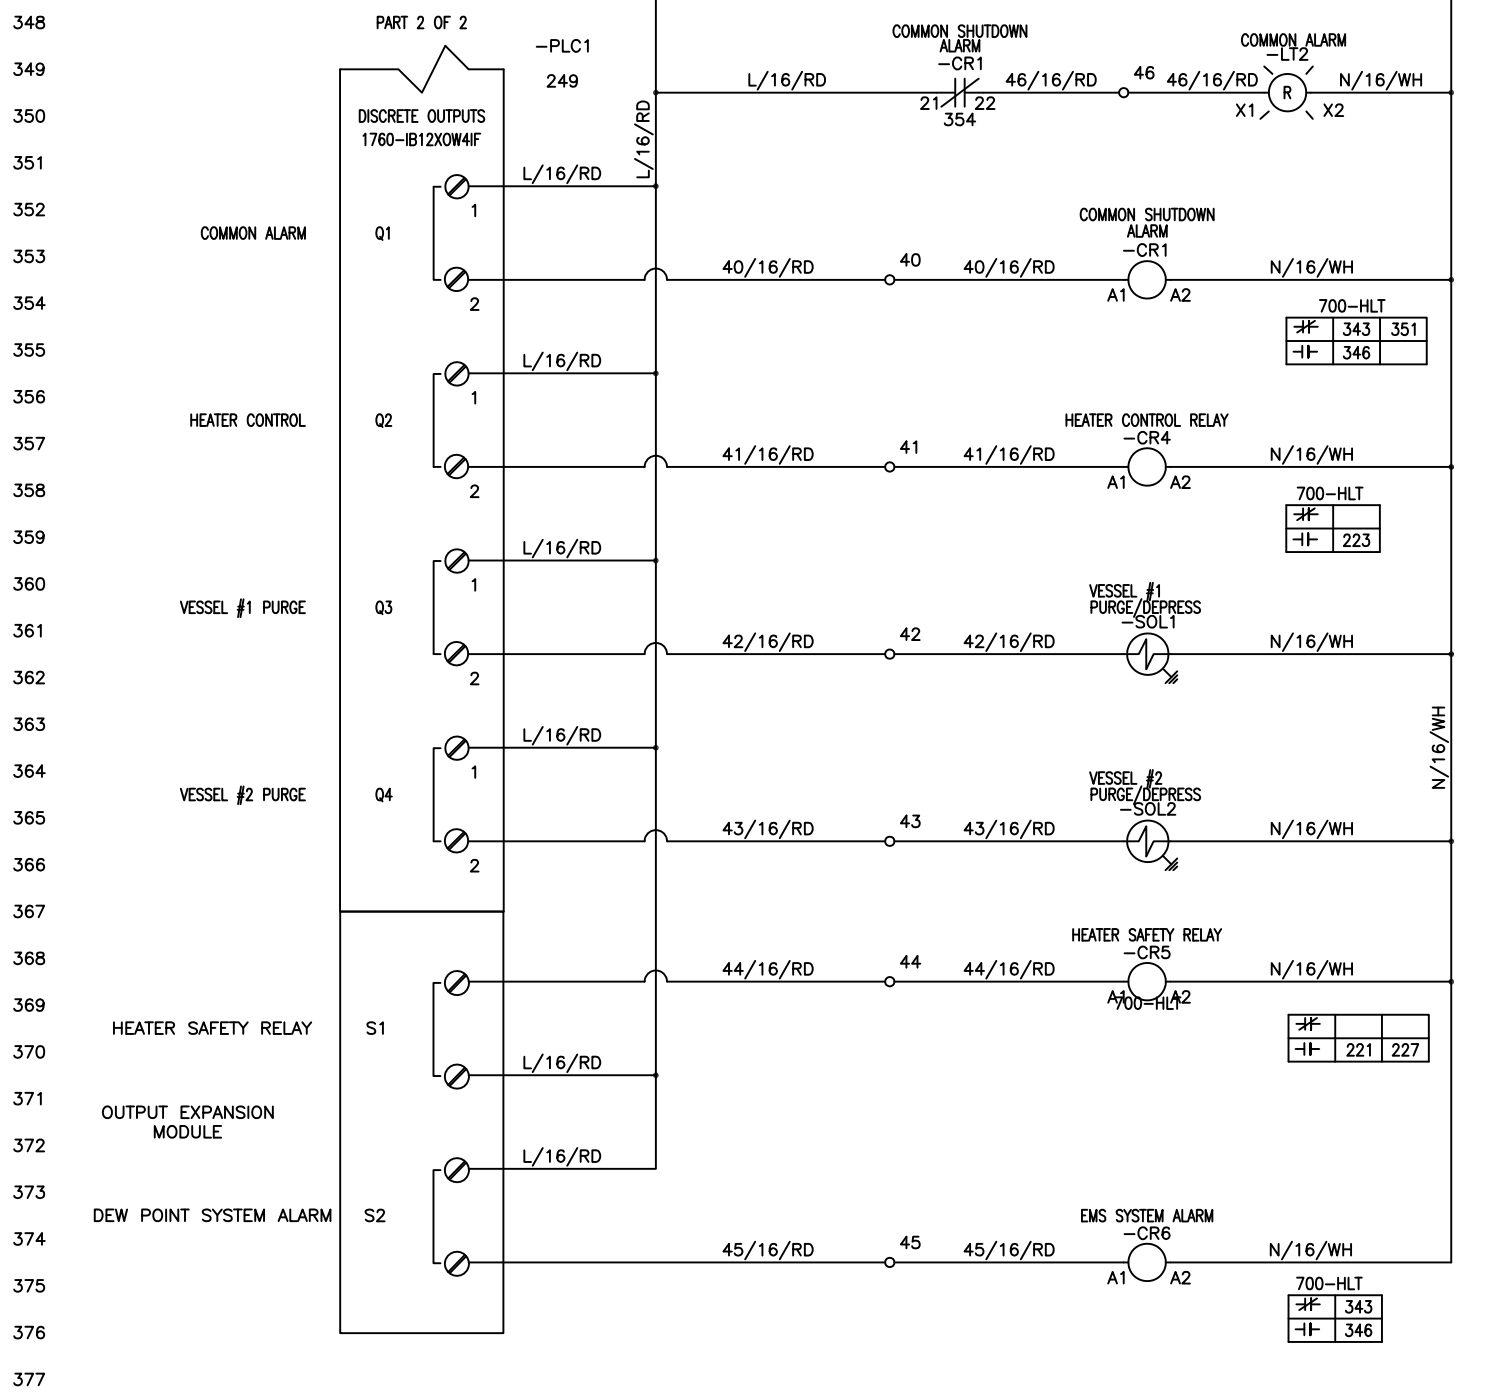 348
PART 2 OF 2
-PLC1
249
COMMON SHUTDOWN
ALARM
-CR1
COMMON ALARM
-LT2
349
L/16/RD
46/16/RD
46
46/16/RD
R
N/16/WH
21
22
354
X1
X2
350
DISCRETE OUTPUTS
1760-IB12XOW4IF
L/16/RD
351
L/16/RD
1
352
COMMON ALARM
Q1
COMMON SHUTDOWN
ALARM
-CR1
353
40/16/RD
40
40/16/RD
N/16/WH
2
A1
A2
354
700-HLT
343
351
346
355
L/16/RD
1
356
HEATER CONTROL
Q2
HEATER CONTROL RELAY
-CR4
357
41/16/RD
41
41/16/RD
N/16/WH
2
A1
A2
358
700-HLT
223
359
L/16/RD
1
360
VESSEL #1 PURGE
Q3
VESSEL #1
PURGE/DEPRESS
-SOL1
361
42/16/RD
42
42/16/RD
N/16/WH
2
362
363
L/16/RD
1
N/16/WH
364
VESSEL #2 PURGE
Q4
VESSEL #2
PURGE/DEPRESS
-SOL2
365
43/16/RD
43
43/16/RD
N/16/WH
2
366
367
HEATER SAFETY RELAY
-CR5
368
44/16/RD
44
44/16/RD
N/16/WH
A1
A2
700-HLT
369
HEATER SAFETY RELAY
S1
221
227
370
L/16/RD
371
OUTPUT EXPANSION
MODULE
372
L/16/RD
373
DEW POINT SYSTEM ALARM
S2
EMS SYSTEM ALARM
-CR6
374
45/16/RD
45
45/16/RD
N/16/WH
A1
A2
375
700-HLT
343
346
376
377